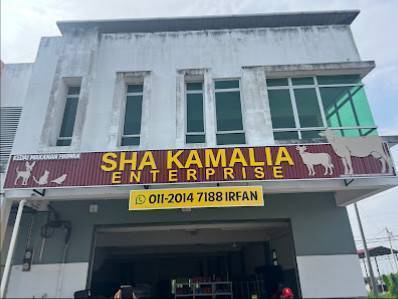 KEDAI MAKANAN HAIWAN
SHA KAMALIA
ENTERPRISE
011-2014 7188 IRFAN